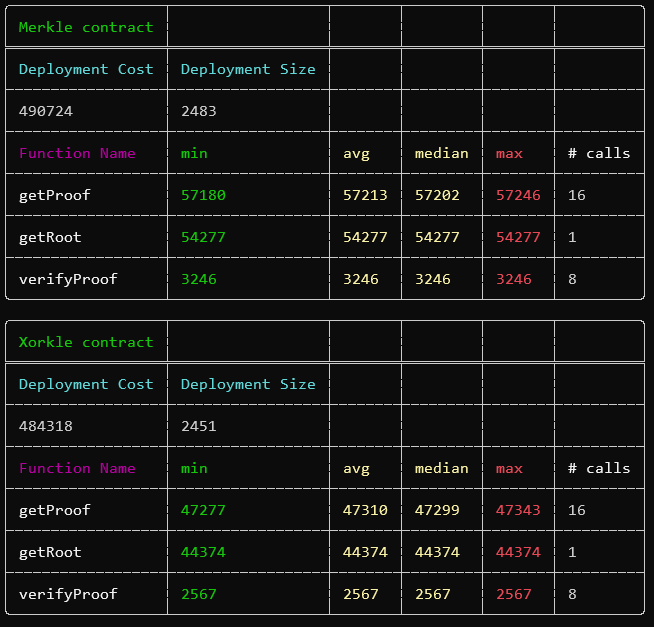 Merkle contract
Deployment Cost Deployment Size
490724 2483
Function Name min avg median max # calls
getProof 57180 57213 57202 57246 16
getRoot 54277 54277 54277 54277 1
verifyProof 3246 3246 3246 3246 8
Xorkle contract
Deployment Cost Deployment Size
484318 2451
Function Name min avg median max # calls
getProof 47277 47310 47299 47343 16
getRoot 44374 44374 44374 44374 1
verifyProof 2567 2567 2567 2567 8